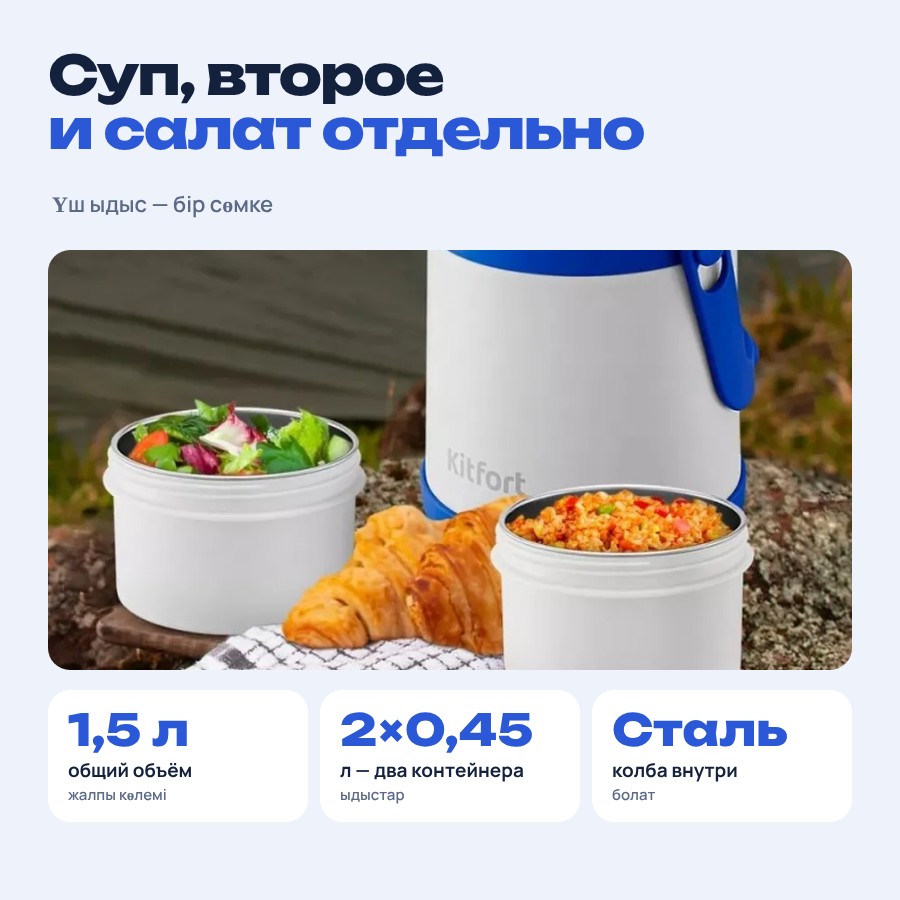 Суп, второе
и салат отдельно
Үш ыдыс — бір сөмке
Kitfort
1,5 л
общий объём
жалпы көлемі
2×0,45
л — два контейнера
ыдыстар
Сталь
колба внутри
болат